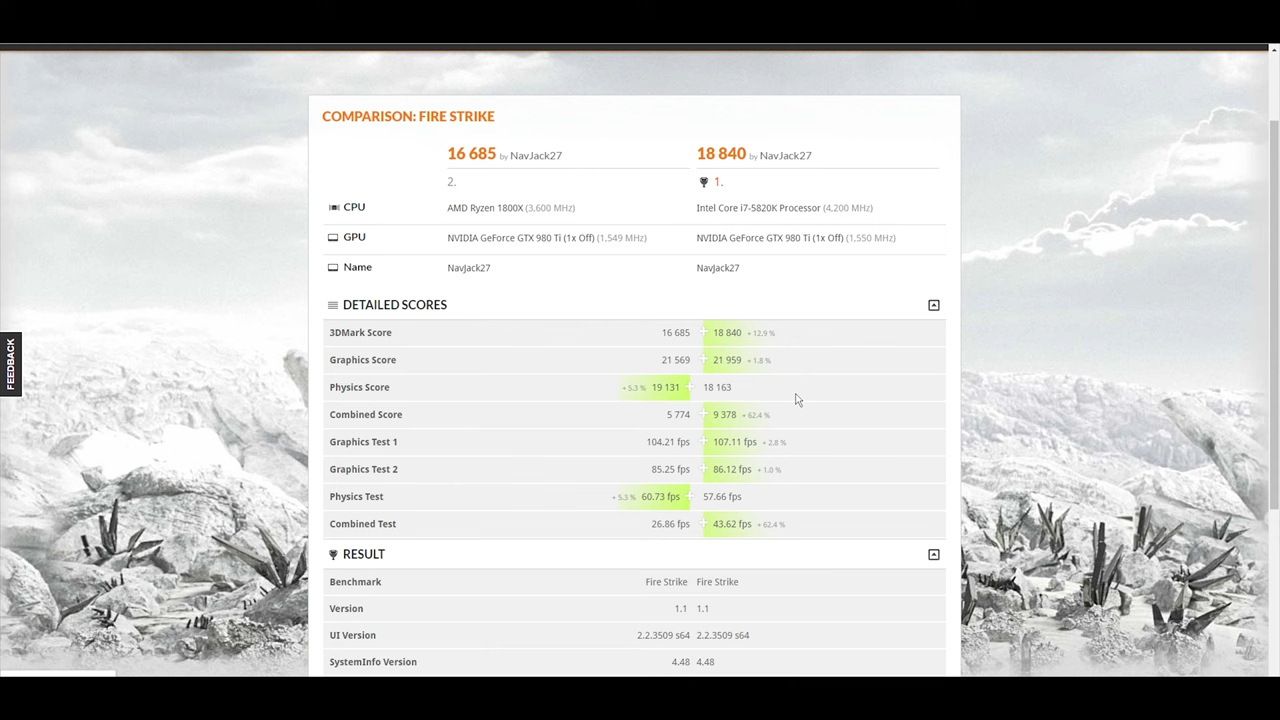 COMPARISON: FIRE STRIKE
16 685 by NavJack27 18 840 by NavJack27
2. 1.
CPU AMD Ryzen 1800X (3,600 MHz) Intel Core i7-5820K Processor (4,200 MHz)
GPU NVIDIA GeForce GTX 980 Ti (1x Off) (1,549 MHz) NVIDIA GeForce GTX 980 Ti (1x Off) (1,550 MHz)
Name NavJack27 NavJack27
DETAILED SCORES
3DMark Score 16 685 18 840 + 12.9 %
Graphics Score 21 569 21 959 + 1.8 %
Physics Score + 5.3 % 19 131 18 163
Combined Score 5 774 9 378 + 62.4 %
Graphics Test 1 104.21 fps 107.11 fps + 2.8 %
Graphics Test 2 85.25 fps 86.12 fps + 1.0 %
Physics Test + 5.3 % 60.73 fps 57.66 fps
Combined Test 26.86 fps 43.62 fps + 62.4 %
RESULT
Benchmark Fire Strike Fire Strike
Version 1.1 1.1
UI Version 2.2.3509 s64 2.2.3509 s64
SystemInfo Version 4.48 4.48
FEEDBACK